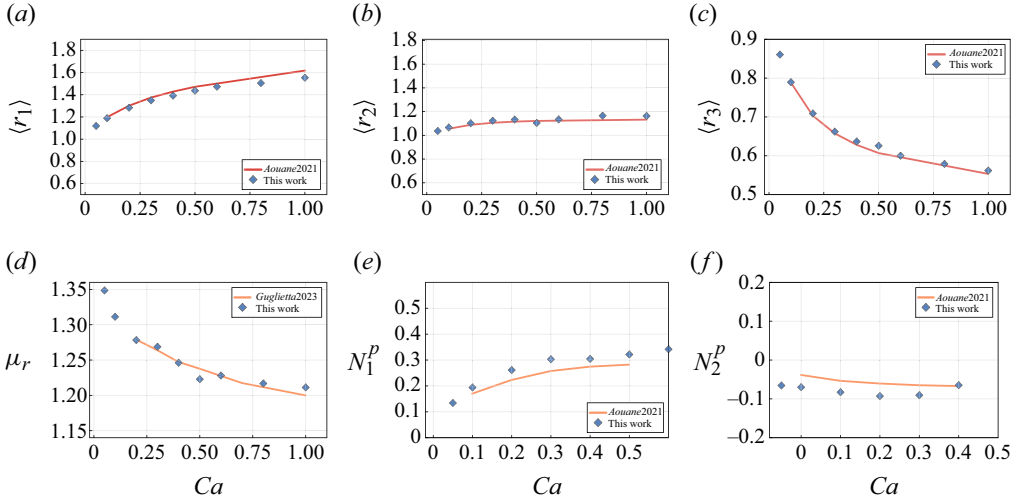 (a)
1.8
1.6
1.4
1.2
1.0
0.8
0.6
⟨r1⟩
Aouane2021
This work
0
0.25
0.50
0.75
1.00
(b)
1.8
1.6
1.4
1.2
1.0
0.8
0.6
⟨r2⟩
Aouane2021
This work
0
0.25
0.50
0.75
1.00
(c)
0.9
0.8
0.7
0.6
0.5
⟨r3⟩
Aouane2021
This work
0
0.25
0.50
0.75
1.00
(d)
1.35
1.30
1.25
1.20
1.15
μr
Guglietta2023
This work
0
0.25
0.50
0.75
1.00
Ca
(e)
0.5
0.4
0.3
0.2
0.1
0
N1^p
Aouane2021
This work
0
0.1
0.2
0.3
0.4
0.5
Ca
(f)
0.2
0.1
0
−0.1
−0.2
N2^p
Aouane2021
This work
0
0.1
0.2
0.3
0.4
0.5
Ca